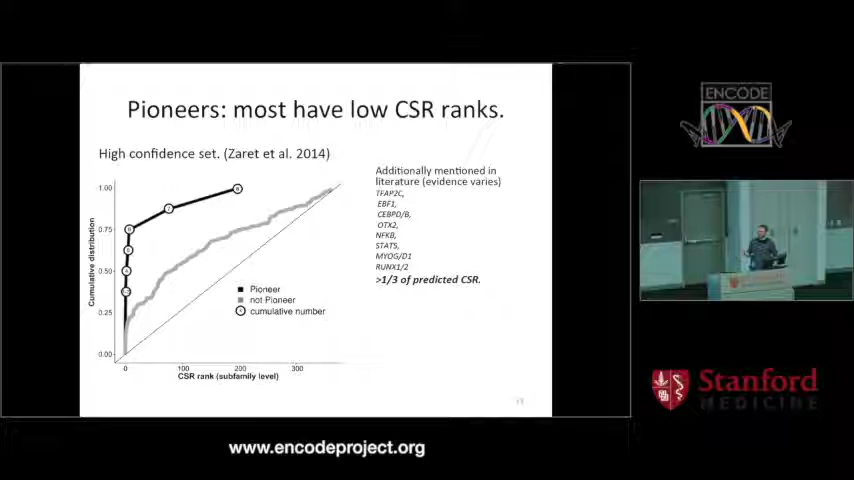 Pioneers: most have low CSR ranks.
High confidence set. (Zaret et al. 2014)
Additionally mentioned in
literature (evidence varies)
TFAP2C,
EBF1,
CEBPD/B,
OTX2,
NFKB,
STAT5,
MYOG/D1
RUNX1/2
>1/3 of predicted CSR.
1.00
0.75
0.50
0.25
0.00
Cumulative distribution
Pioneer
not Pioneer
cumulative number
0
100
200
300
CSR rank (subfamily level)
ENCODE
Stanford
MEDICINE
www.encodeproject.org